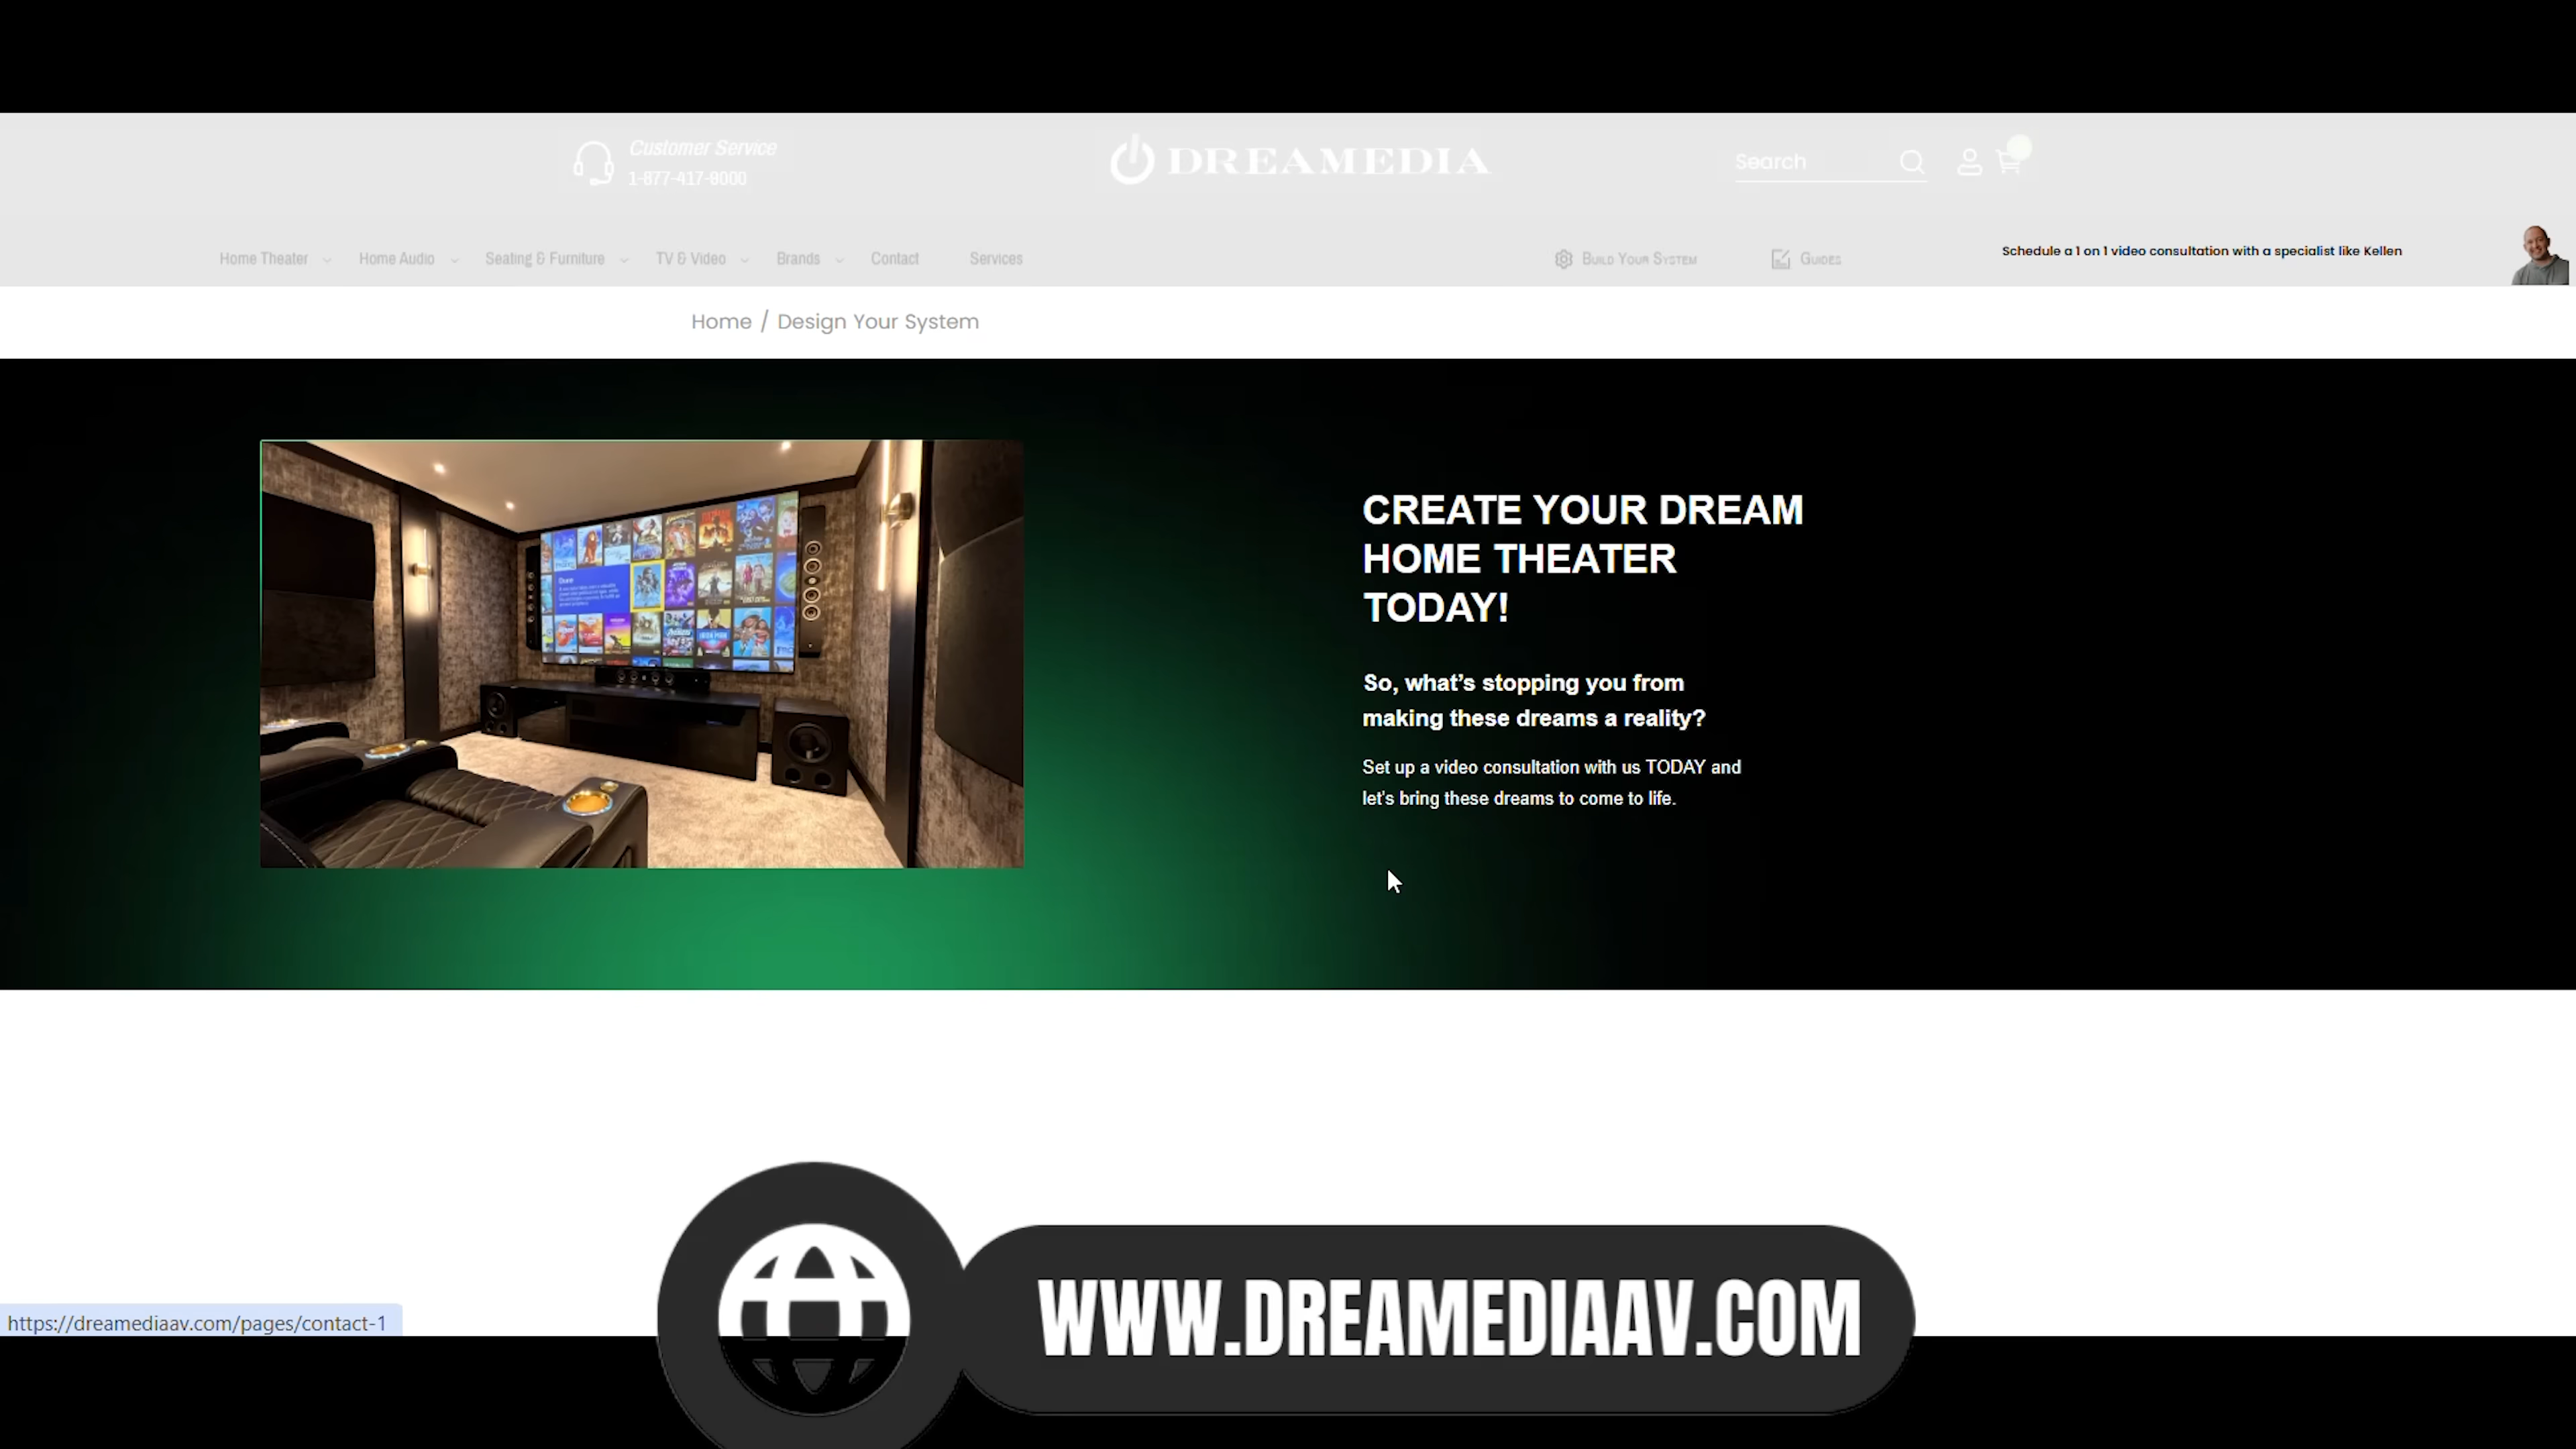 Customer Service
1-877-417-8000
DREAMEDIA
Search
Home Theater
Home Audio
Seating & Furniture
TV & Video
Brands
Contact
Services
Build Your System
Guides
Schedule a 1 on 1 video consultation with a specialist like Kellen
Home / Design Your System
CREATE YOUR DREAM
HOME THEATER
TODAY!
So, what’s stopping you from
making these dreams a reality?
Set up a video consultation with us TODAY and
let's bring these dreams to come to life.
WWW.DREAMEDIAAV.COM
https://dreamediaav.com/pages/contact-1